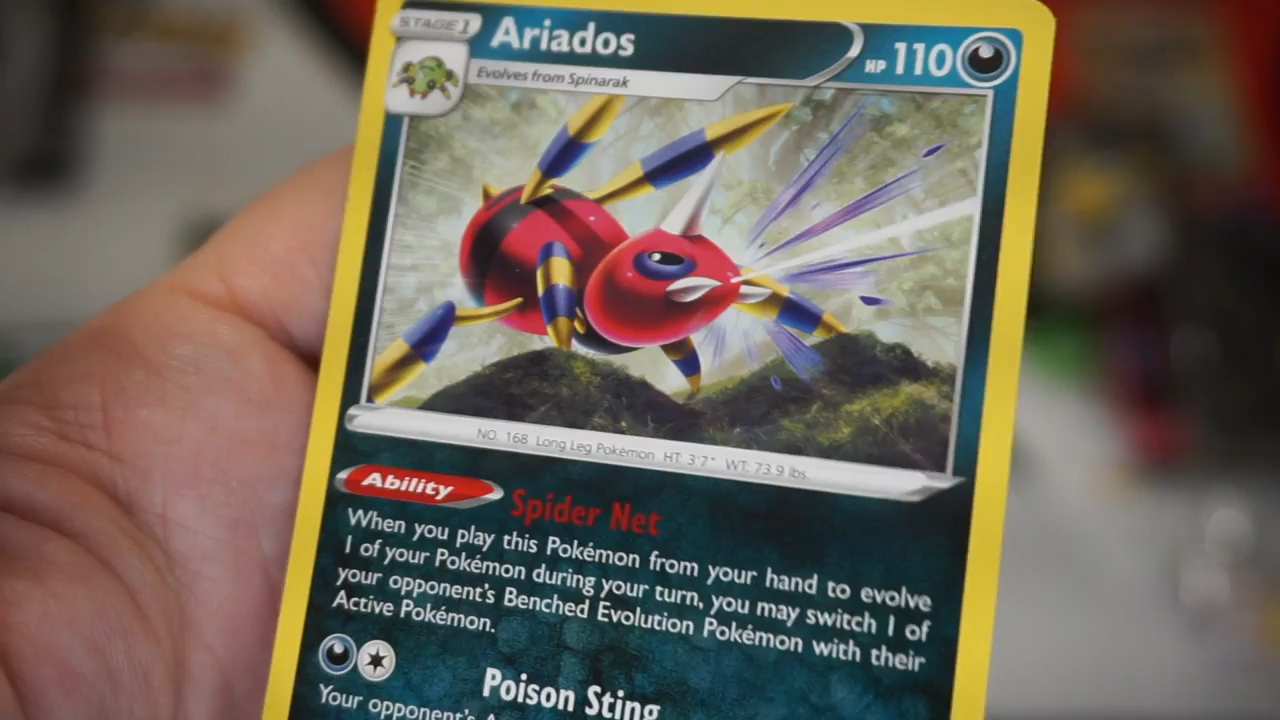 STAGE 1
Ariados
HP 110
Evolves from Spinarak
NO. 168 Long Leg Pokémon HT: 3'7" WT: 73.9 lbs.
Ability
Spider Net
When you play this Pokémon from your hand to evolve
1 of your Pokémon during your turn, you may switch 1 of
your opponent's Benched Evolution Pokémon with their
Active Pokémon.
Poison Sting
Your opponent's